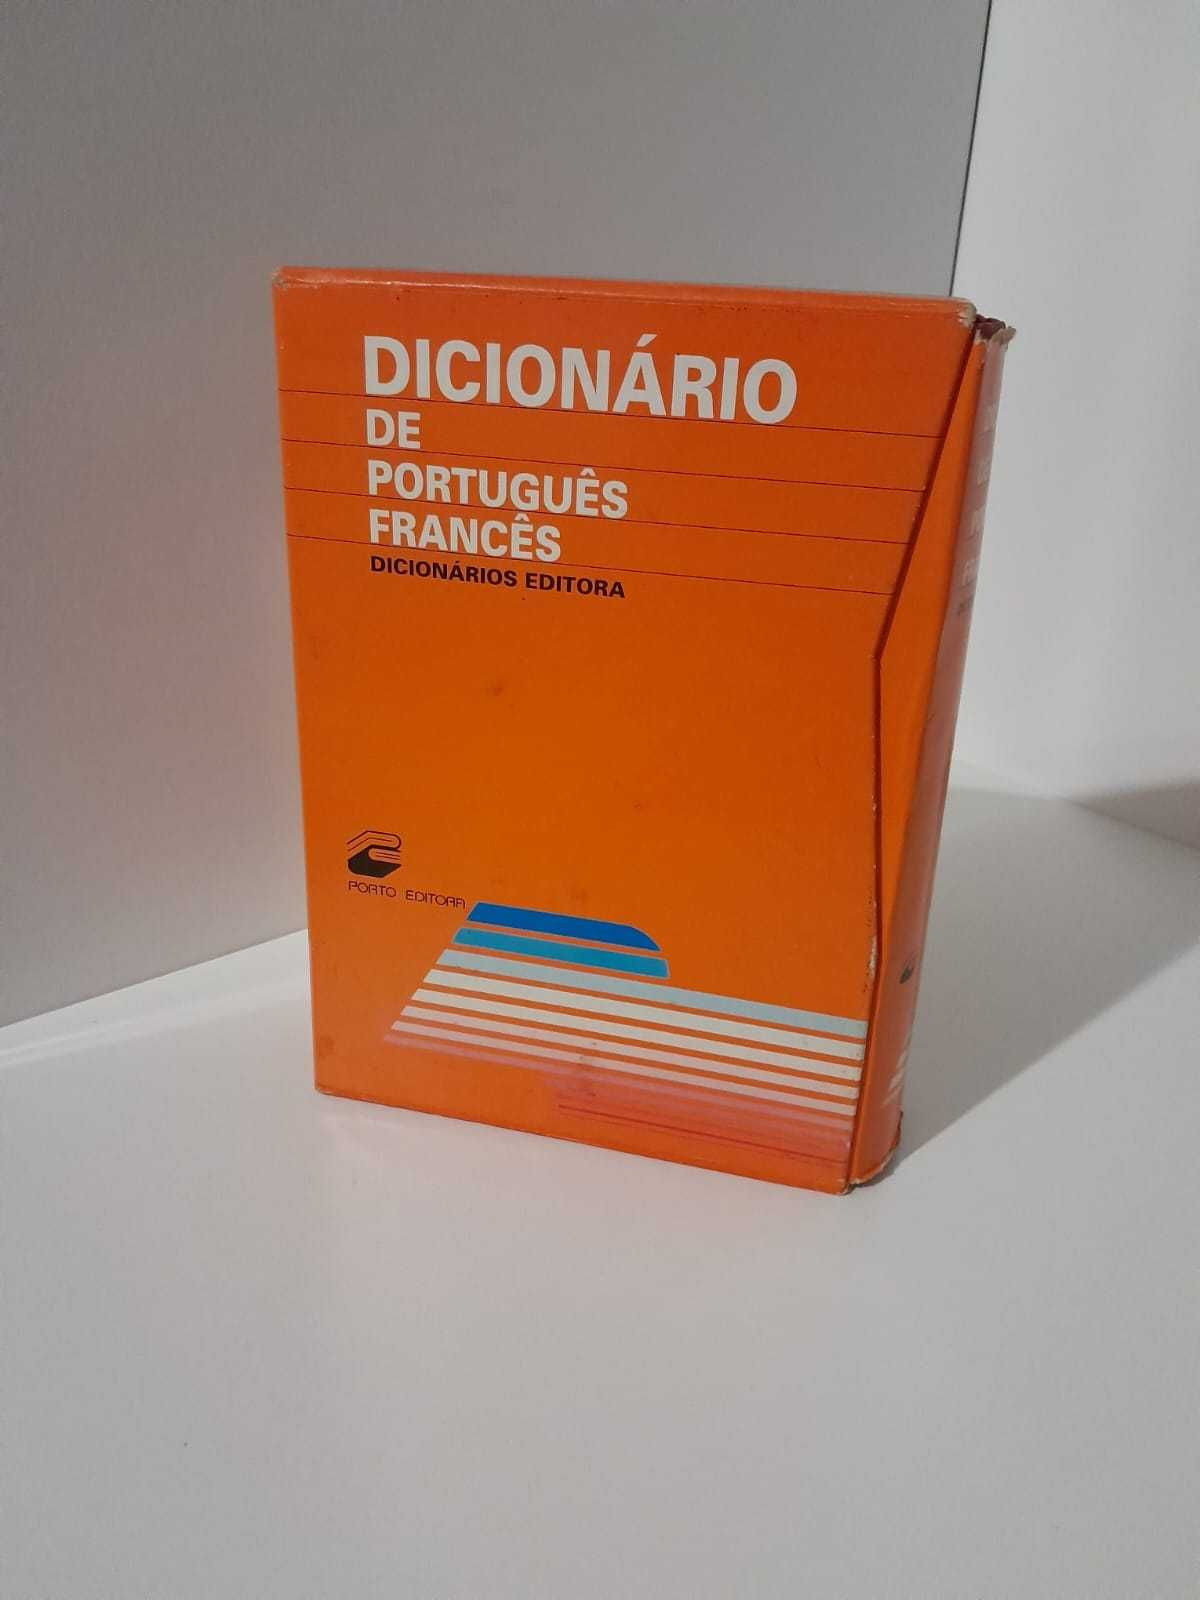 DICIONÁRIO
DE
PORTUGUÊS
FRANCÊS
DICIONÁRIOS EDITORA
PORTO EDITORA